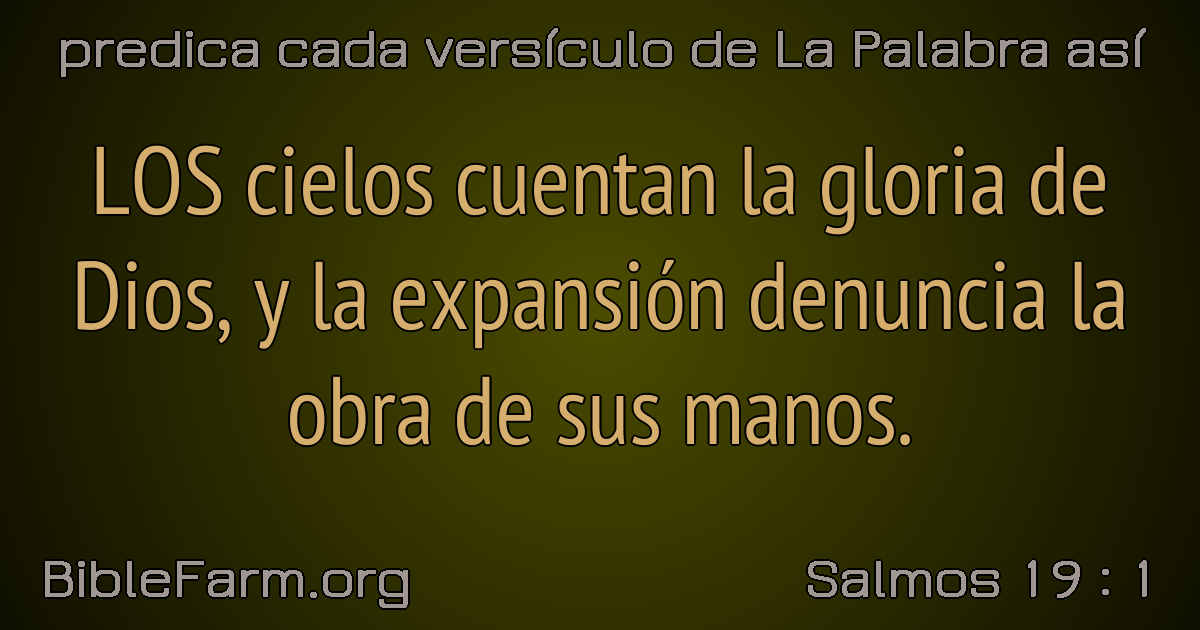 predica cada versículo de La Palabra así
LOS cielos cuentan la gloria de
Dios, y la expansión denuncia la
obra de sus manos.
BibleFarm.org
Salmos 19 : 1